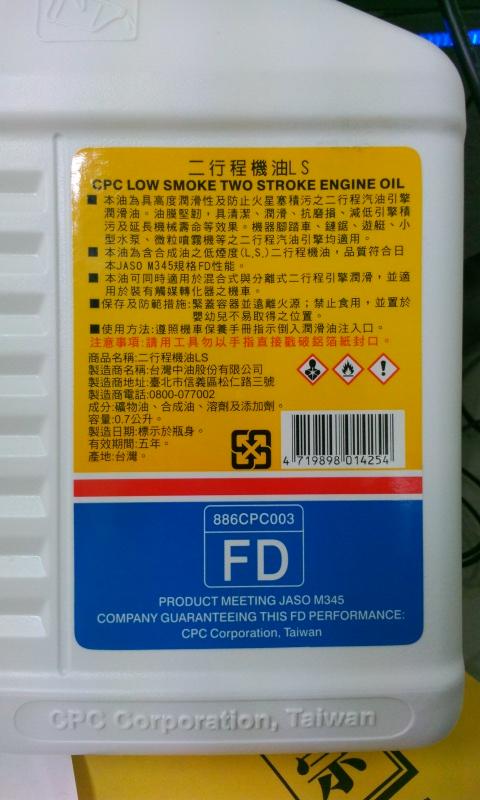 二行程機油LS
CPC LOW SMOKE TWO STROKE ENGINE OIL
■ 本油為具高度潤滑性及防止火星塞積污之二行程汽油引擎
潤滑油。油膜堅韌，具清潔、潤滑、抗磨損、減低引擎積
污及延長機械壽命等效果。機器腳踏車、鏈鋸、遊艇、小
型水泵、微粒噴霧機等之二行程汽油引擎均適用。
■ 本油為含合成油之低煙度(L.S.)二行程機油，品質符合日
本JASO M345規格FD性能。
■ 本油可同時適用於混合式與分離式二行程引擎潤滑，並適
用於裝有觸媒轉化器之機車。
■保存及防範措施:緊蓋容器並遠離火源；禁止食用，並置於
嬰幼兒不易取得之位置。
■使用方法:遵照機車保養手冊指示倒入潤滑油注入口。
注意事項:請用工具勿以手指直接戳破鋁箔紙封口。
商品名稱:二行程機油LS
製造商名稱:台灣中油股份有限公司
製造商地址:臺北市信義區松仁路三號
製造商電話:0800-077002
成分:礦物油、合成油、溶劑及添加劑。
容量:0.7公升。
製造日期:標示於瓶身。
有效期間:五年。
產地:台灣。
4 719898 014254
886CPC003
FD
PRODUCT MEETING JASO M345
COMPANY GUARANTEEING THIS FD PERFORMANCE:
CPC Corporation, Taiwan
CPC Corporation, Taiwan
宗